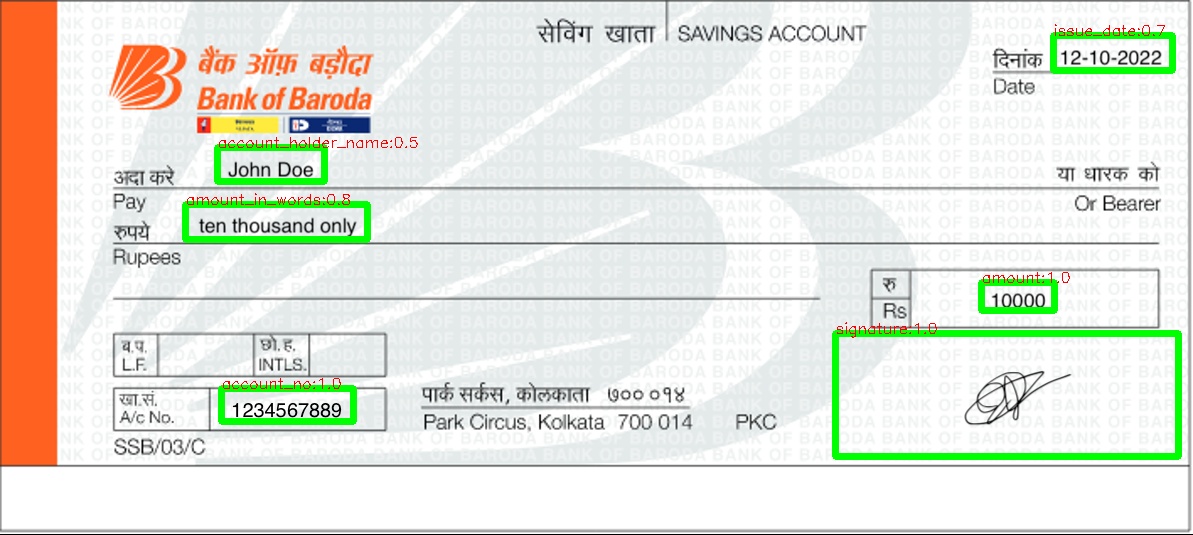 सेविंग खाता | SAVINGS ACCOUNT
issue_date:0.7
दिनांक 12-10-2022
Date
बैंक ऑफ़ बड़ौदा
Bank of Baroda
account_holder_name:0.5
अदा करे John Doe या धारक को
Pay Or Bearer
amount_in_words:0.8
रुपये ten thousand only
Rupees
amount:1.0
रु
Rs 10000
signature:1.0
ब.प. छो.ह.
L.F. INTLS.
account_no:1.0
खा.सं.
A/c No. 1234567889
पार्क सर्कस, कोलकाता ७०० ०१४
Park Circus, Kolkata 700 014 PKC
SSB/03/C